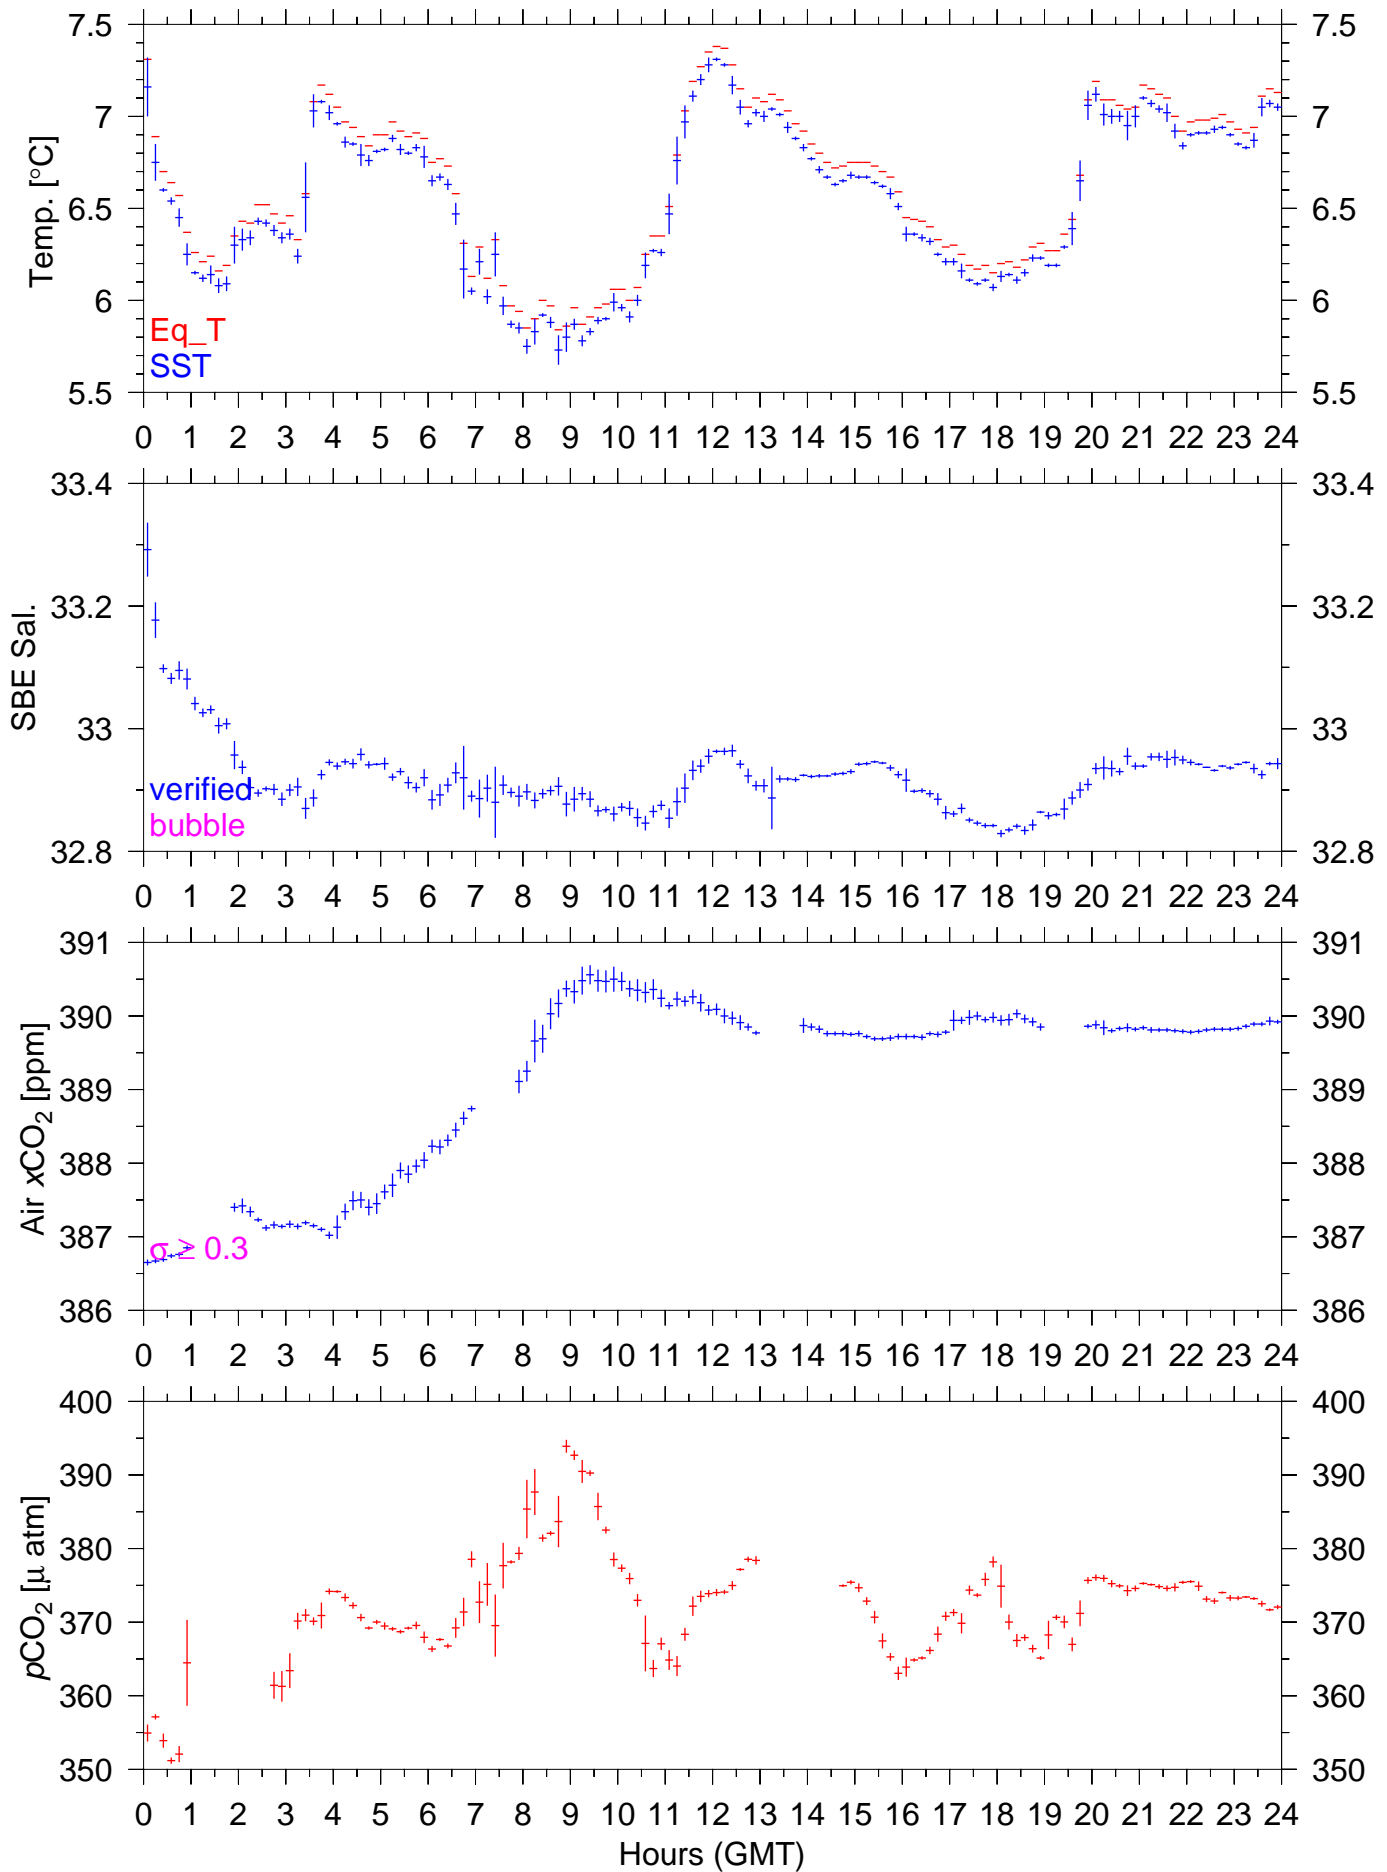 7.5 7.5
7 7
6.5 6.5
6 6
5.5 5.5
Temp. [°C]
Eq_T
SST
0 1 2 3 4 5 6 7 8 9 10 11 12 13 14 15 16 17 18 19 20 21 22 23 24
33.4 33.4
33.2 33.2
33 33
32.8 32.8
SBE Sal.
verified
bubble
0 1 2 3 4 5 6 7 8 9 10 11 12 13 14 15 16 17 18 19 20 21 22 23 24
391 391
390 390
389 389
388 388
387 387
386 386
Air xCO₂ [ppm]
σ ≥ 0.3
0 1 2 3 4 5 6 7 8 9 10 11 12 13 14 15 16 17 18 19 20 21 22 23 24
400 400
390 390
380 380
370 370
360 360
350 350
pCO₂ [μ atm]
0 1 2 3 4 5 6 7 8 9 10 11 12 13 14 15 16 17 18 19 20 21 22 23 24
Hours (GMT)